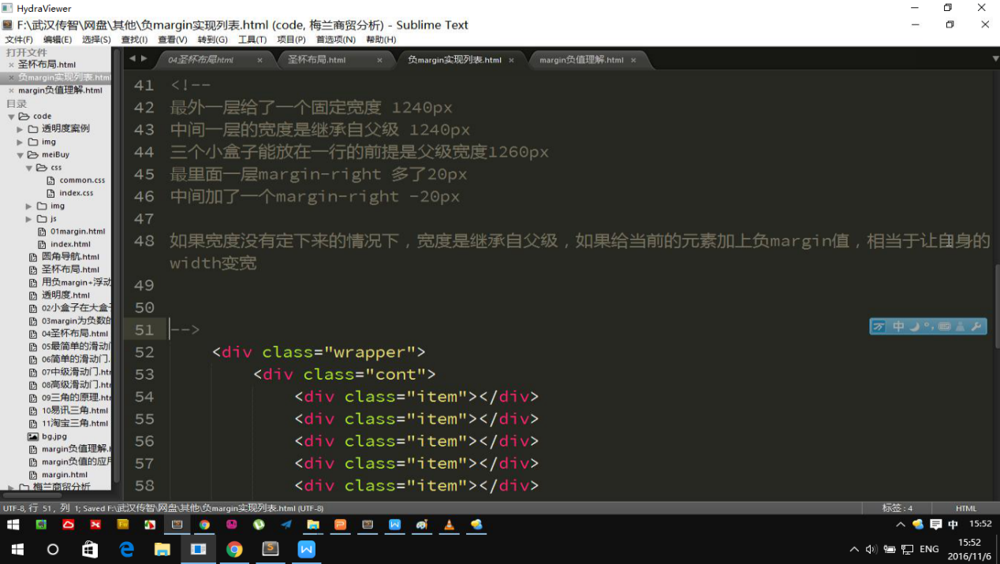 HydraViewer
F:\武汉传智\网盘\其他\负margin实现列表.html (code, 梅兰商贸分析) - Sublime Text
文件(F) 编辑(E) 选择(S) 查找(I) 查看(V) 转到(G) 工具(T) 项目(P) 首选项(N) 帮助(H)
打开文件
× 圣杯布局.html
× 负margin实现列表.html
× margin负值理解.html
目录
code
透明度案例
img
meiBuy
css
common.css
index.css
img
js
01margin.html
index.html
圆角导航.html
圣杯布局.html
用负margin+浮动
透明度.html
02小盒子在大盒子
03margin为负数的
04圣杯布局.html
05最简单的滑动门
06简单的滑动门.
07中级滑动门.htm
08高级滑动门.htm
09三角的原理.htm
10易讯三角.html
11淘宝三角.html
bg.jpg
margin负值理解.h
margin负值的应用
margin.html
梅兰商贸分析
04圣杯布局html ×
圣杯布局.html ×
负margin实现列表.html ×
margin负值理解.html ×
41 <!--
42 最外一层给了一个固定宽度 1240px
43 中间一层的宽度是继承自父级 1240px
44 三个小盒子能放在一行的前提是父级宽度1260px
45 最里面一层margin-right 多了20px
46 中间加了一个margin-right -20px
47
48 如果宽度没有定下来的情况下，宽度是继承自父级，如果给当前的元素加上负margin值，相当于让自身的
width变宽
49
50
51 -->
52 <div class="wrapper">
53 <div class="cont">
54 <div class="item"></div>
55 <div class="item"></div>
56 <div class="item"></div>
57 <div class="item"></div>
58 <div class="item"></div>
中
UTF-8, 行 51, 列 1; Saved F:\武汉传智\网盘\其他\负margin实现列表.html (UTF-8)
标签: 4
HTML
中 15:52
ENG
15:52
2016/11/6